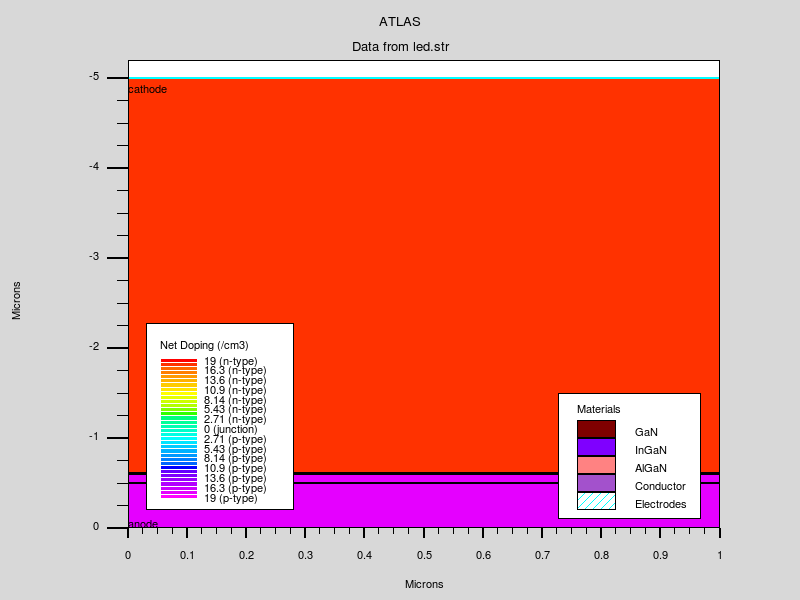 ATLAS
Data from led.str
Microns
-5
-4
-3
-2
-1
0
cathode
anode
Net Doping (/cm3)
19 (n-type)
16.3 (n-type)
13.6 (n-type)
10.9 (n-type)
8.14 (n-type)
5.43 (n-type)
2.71 (n-type)
0 (junction)
2.71 (p-type)
5.43 (p-type)
8.14 (p-type)
10.9 (p-type)
13.6 (p-type)
16.3 (p-type)
19 (p-type)
Materials
GaN
InGaN
AlGaN
Conductor
Electrodes
0 0.1 0.2 0.3 0.4 0.5 0.6 0.7 0.8 0.9 1
Microns